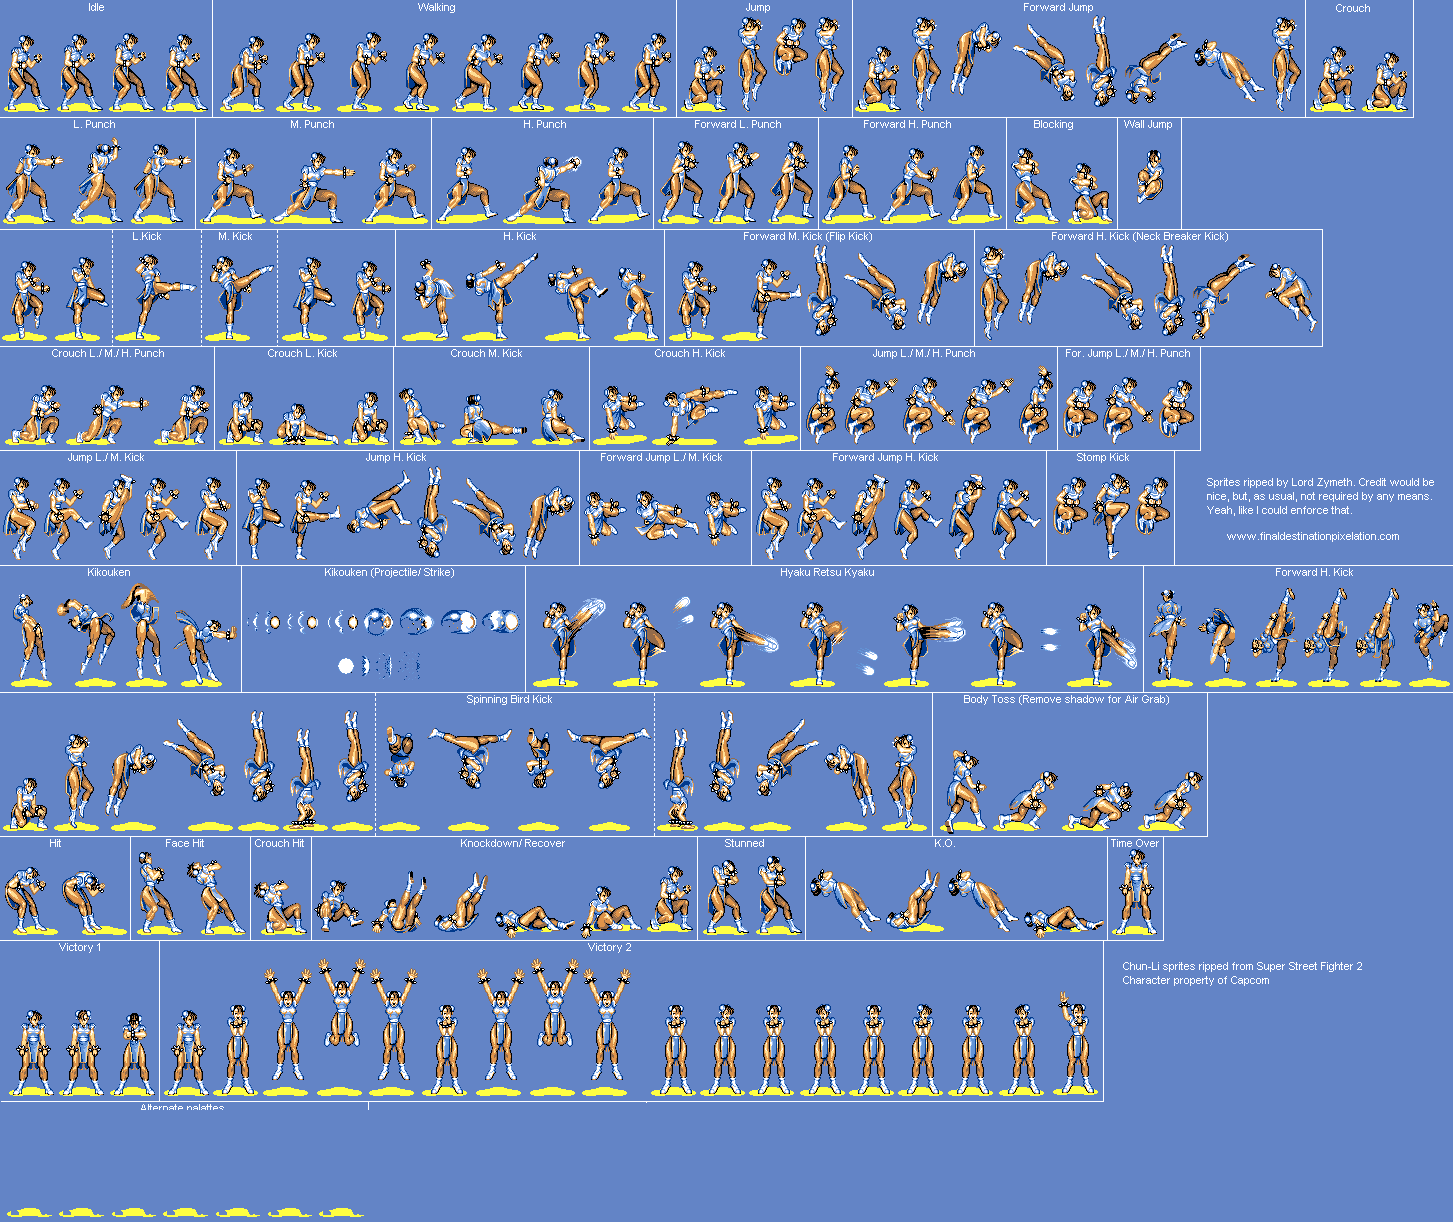 Idle
Walking
Jump
Forward Jump
Crouch
L. Punch
M. Punch
H. Punch
Forward L. Punch
Forward H. Punch
Blocking
Wall Jump
L.Kick
M. Kick
H. Kick
Forward M. Kick (Flip Kick)
Forward H. Kick (Neck Breaker Kick)
Crouch L./ M./ H. Punch
Crouch L. Kick
Crouch M. Kick
Crouch H. Kick
Jump L./ M./ H. Punch
For. Jump L./ M./ H. Punch
Jump L./ M. Kick
Jump H. Kick
Forward Jump L./ M. Kick
Forward Jump H. Kick
Stomp Kick
Sprites ripped by Lord Zymeth. Credit would be
nice, but, as usual, not required by any means.
Yeah, like I could enforce that.
www.finaldestinationpixelation.com
Kikouken
Kikouken (Projectile/ Strike)
Hyaku Retsu Kyaku
Forward H. Kick
Spinning Bird Kick
Body Toss (Remove shadow for Air Grab)
Hit
Face Hit
Crouch Hit
Knockdown/ Recover
Stunned
K.O.
Time Over
Victory 1
Victory 2
Chun-Li sprites ripped from Super Street Fighter 2
Character property of Capcom
Alternate palattes